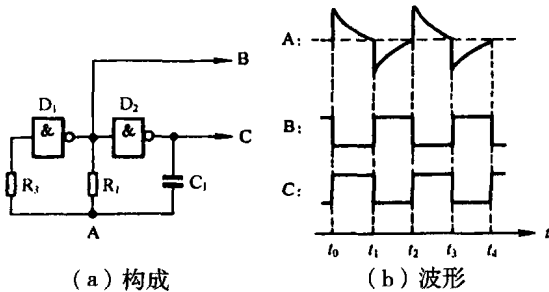 B
D₁
D₂
&
&
C
R₃
R₁
C₁
A
(a) 构成
A:
B:
C:
t
t₀
t₁
t₂
t₃
t₄
(b) 波形